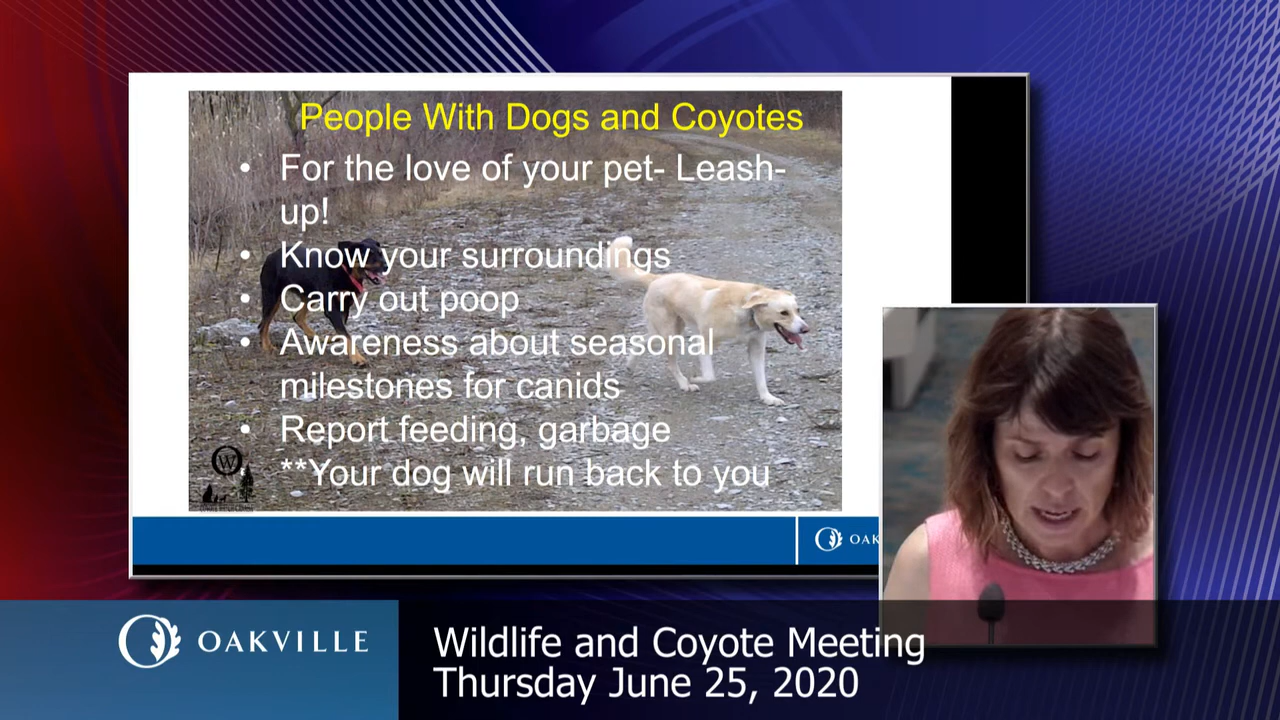 People With Dogs and Coyotes
• For the love of your pet- Leash-
up!
• Know your surroundings
• Carry out poop
• Awareness about seasonal
milestones for canids
• Report feeding, garbage
**Your dog will run back to you
W
OAK
OAKVILLE
Wildlife and Coyote Meeting
Thursday June 25, 2020